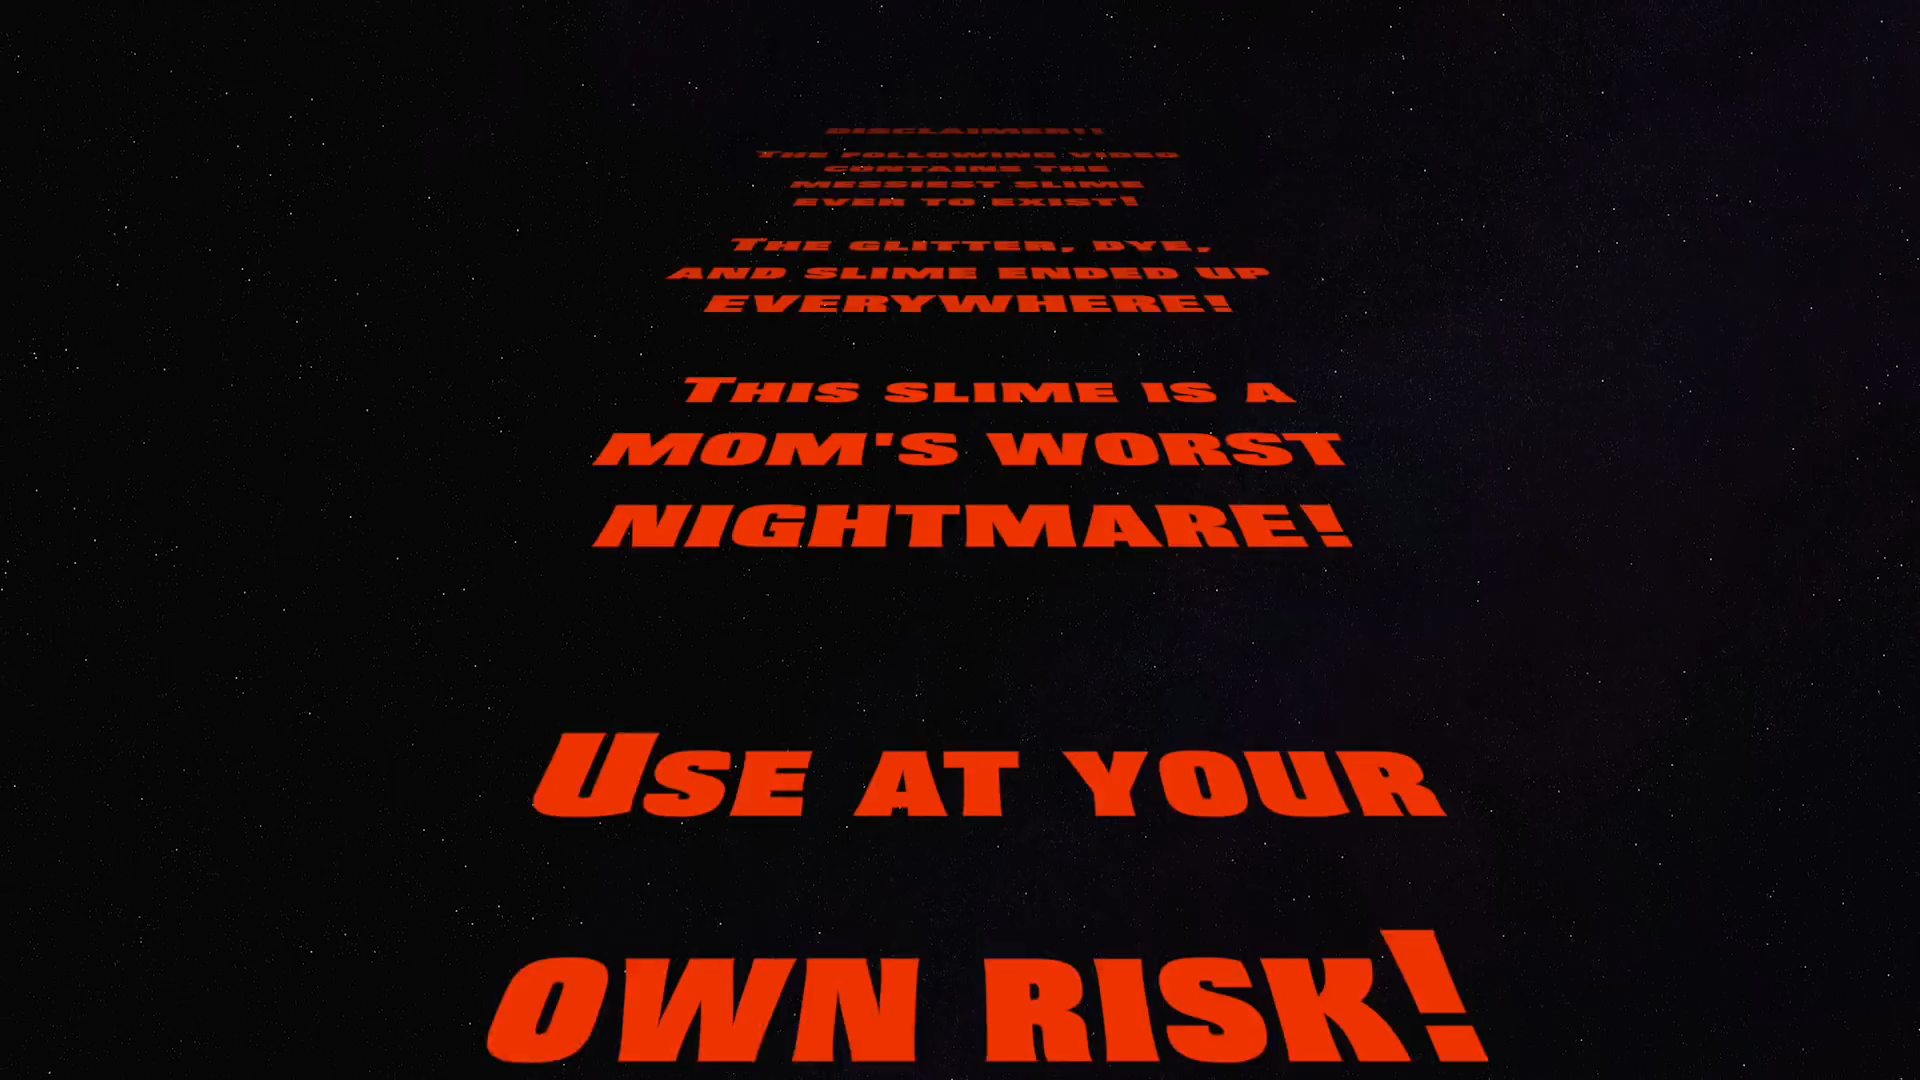 DISCLAIMER!!
THE FOLLOWING VIDEO
CONTAINS THE
MESSIEST SLIME
EVER TO EXIST!
THE GLITTER, DYE,
AND SLIME ENDED UP
EVERYWHERE!
THIS SLIME IS A
MOM'S WORST
NIGHTMARE!
USE AT YOUR
OWN RISK!